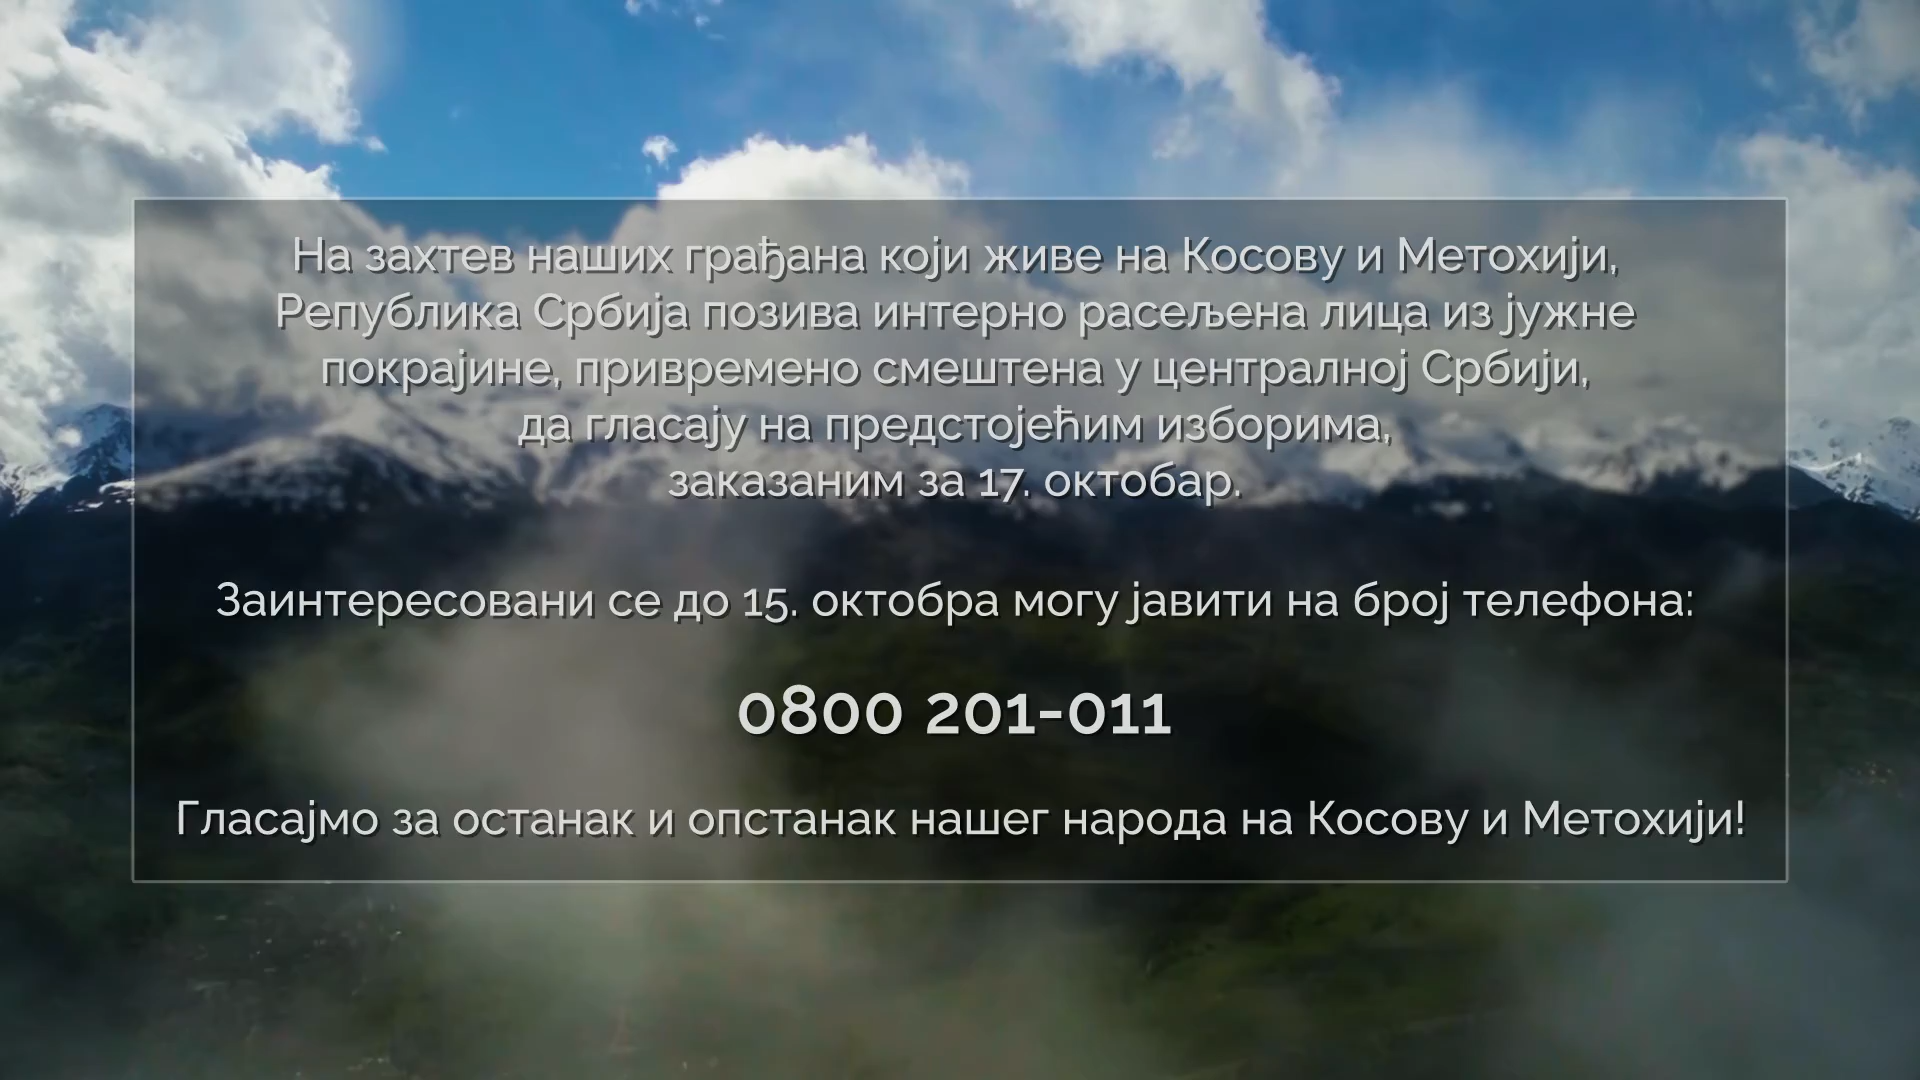 На захтев наших грађана који живе на Косову и Метохији,
Република Србија позива интерно расељена лица из јужне
покрајине, привремено смештена у централној Србији,
да гласају на предстојећим изборима,
заказаним за 17. октобар.
Заинтересовани се до 15. октобра могу јавити на број телефона:
0800 201-011
Гласајмо за останак и опстанак нашег народа на Косову и Метохији!